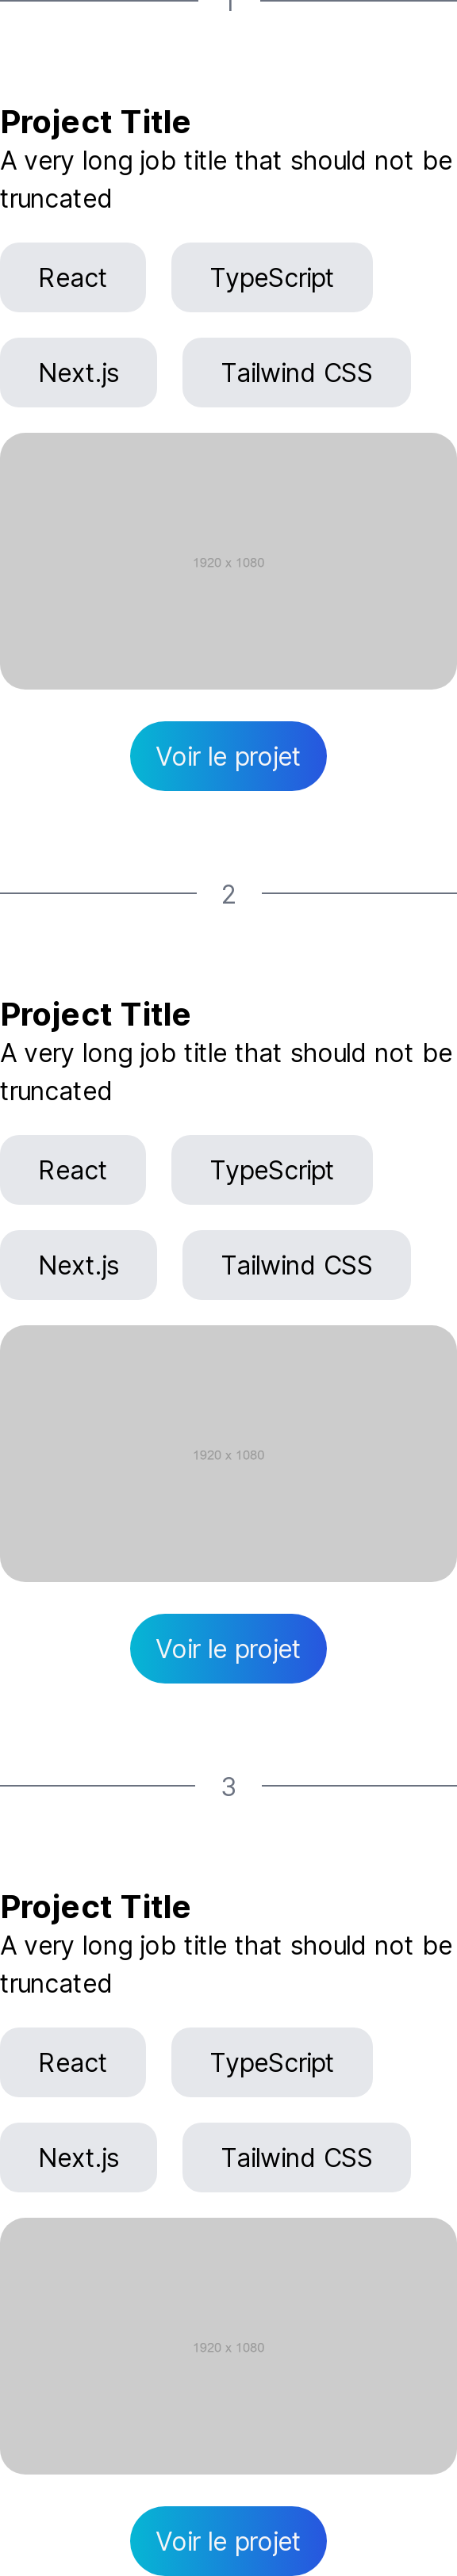 1
Project Title
A very long job title that should not be
truncated
React TypeScript
Next.js Tailwind CSS
1920 x 1080
Voir le projet
2
Project Title
A very long job title that should not be
truncated
React TypeScript
Next.js Tailwind CSS
1920 x 1080
Voir le projet
3
Project Title
A very long job title that should not be
truncated
React TypeScript
Next.js Tailwind CSS
1920 x 1080
Voir le projet